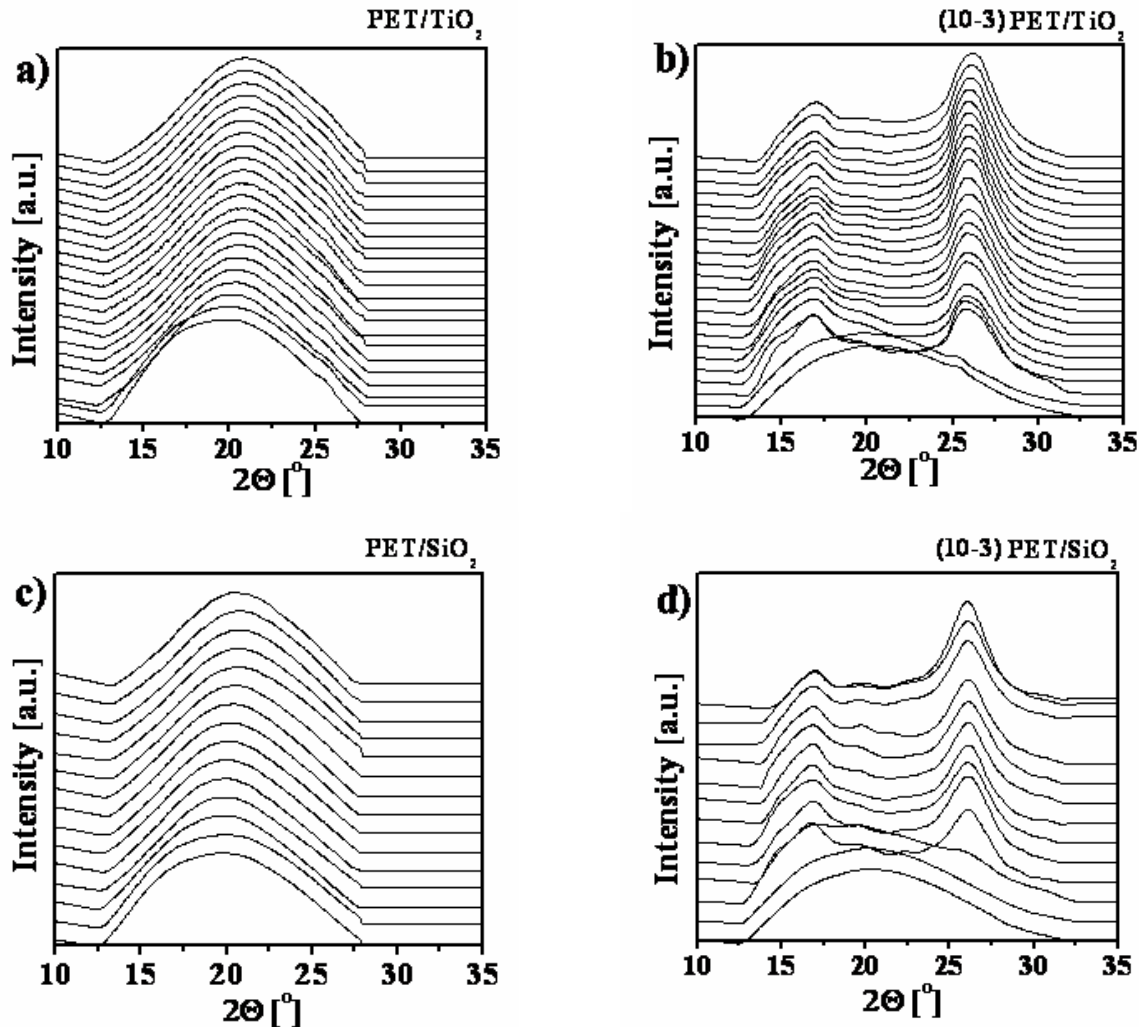 PET/TiO₂
a)
Intensity [a.u.]
10 15 20 25 30 35
2Θ [°]
(10-3) PET/TiO₂
b)
Intensity [a.u.]
10 15 20 25 30 35
2Θ [°]
PET/SiO₂
c)
Intensity [a.u.]
10 15 20 25 30 35
2Θ [°]
(10-3) PET/SiO₂
d)
Intensity [a.u.]
10 15 20 25 30 35
2Θ [°]